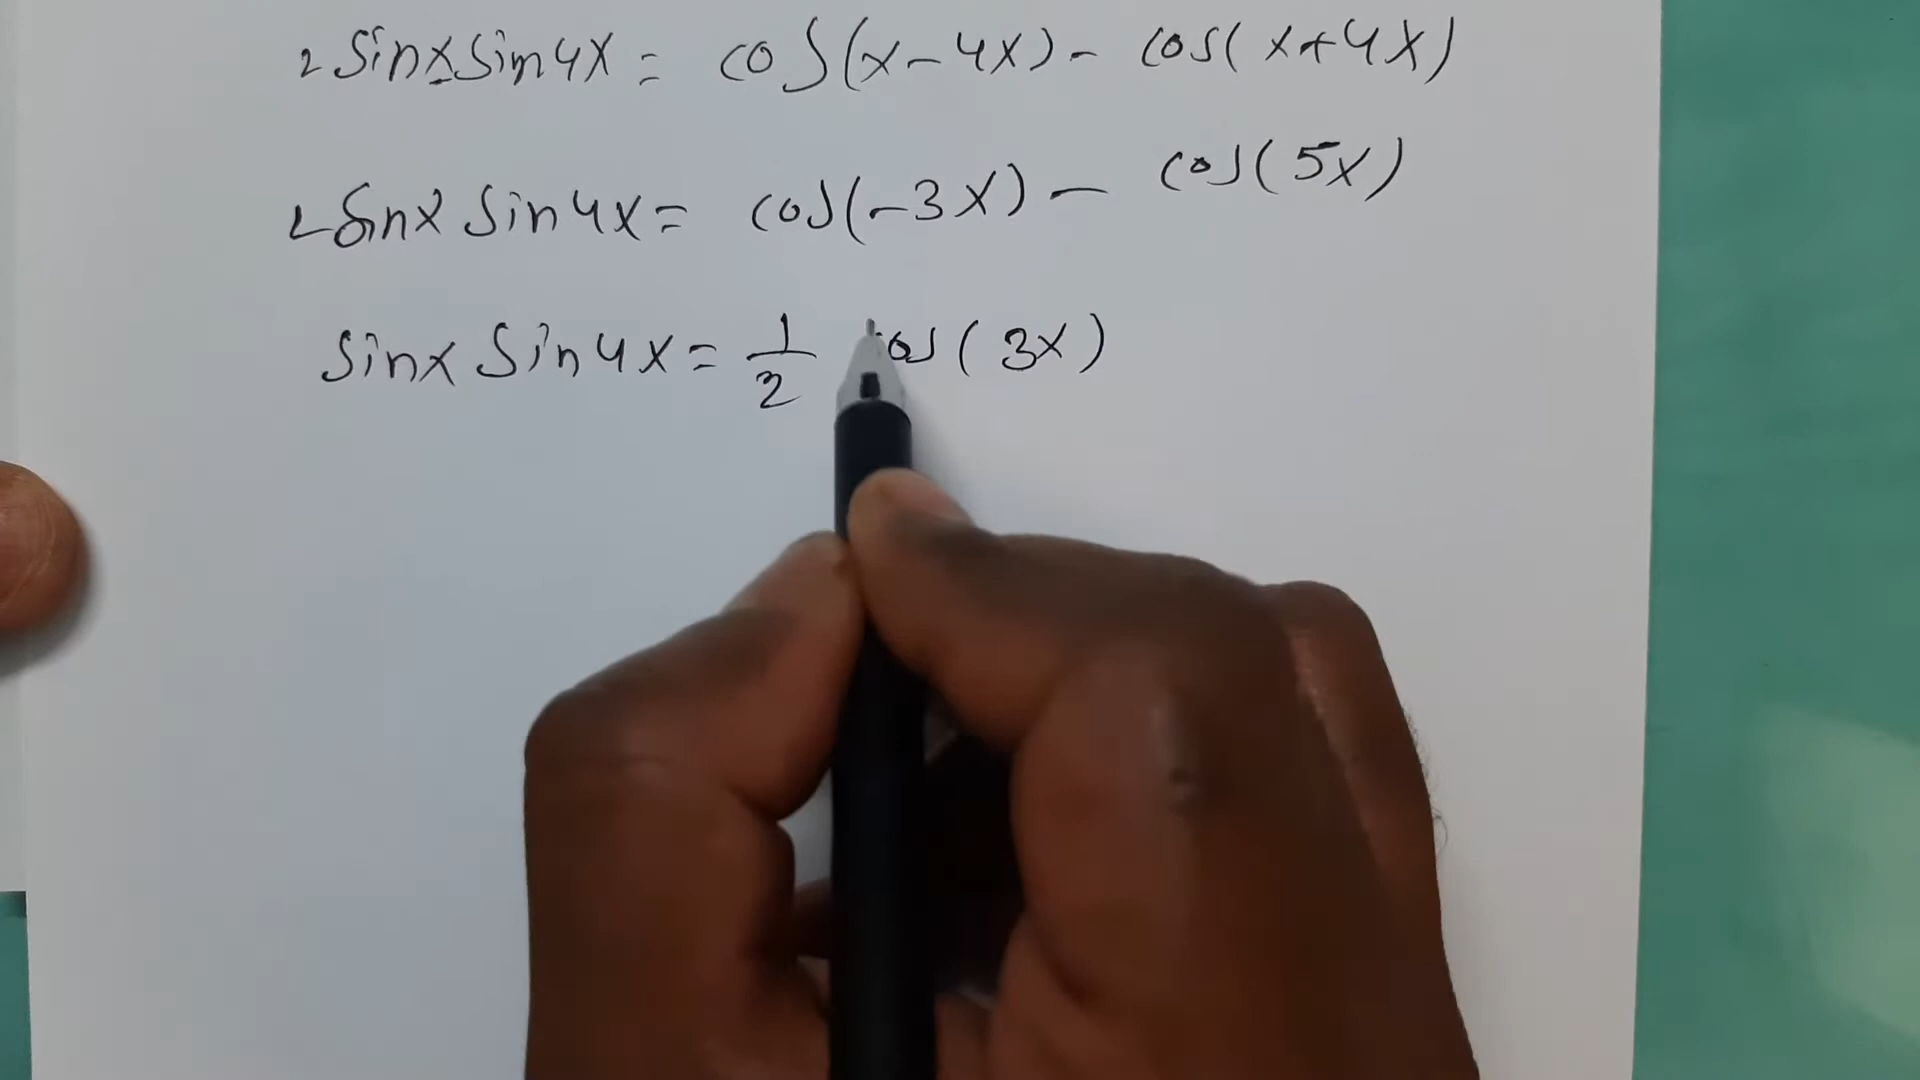 2 sinx sin4x = cos(x-4x) - cos(x+4x)
2 sinx sin4x = cos(-3x) - cos(5x)
sinx sin4x = 1/2 cos(3x)